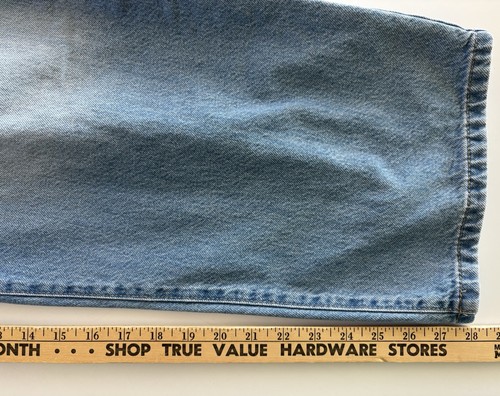 14 15 16 17 18 19 20 21 22 23 24 25 26 27 28
ONTH · · · SHOP TRUE VALUE HARDWARE STORES